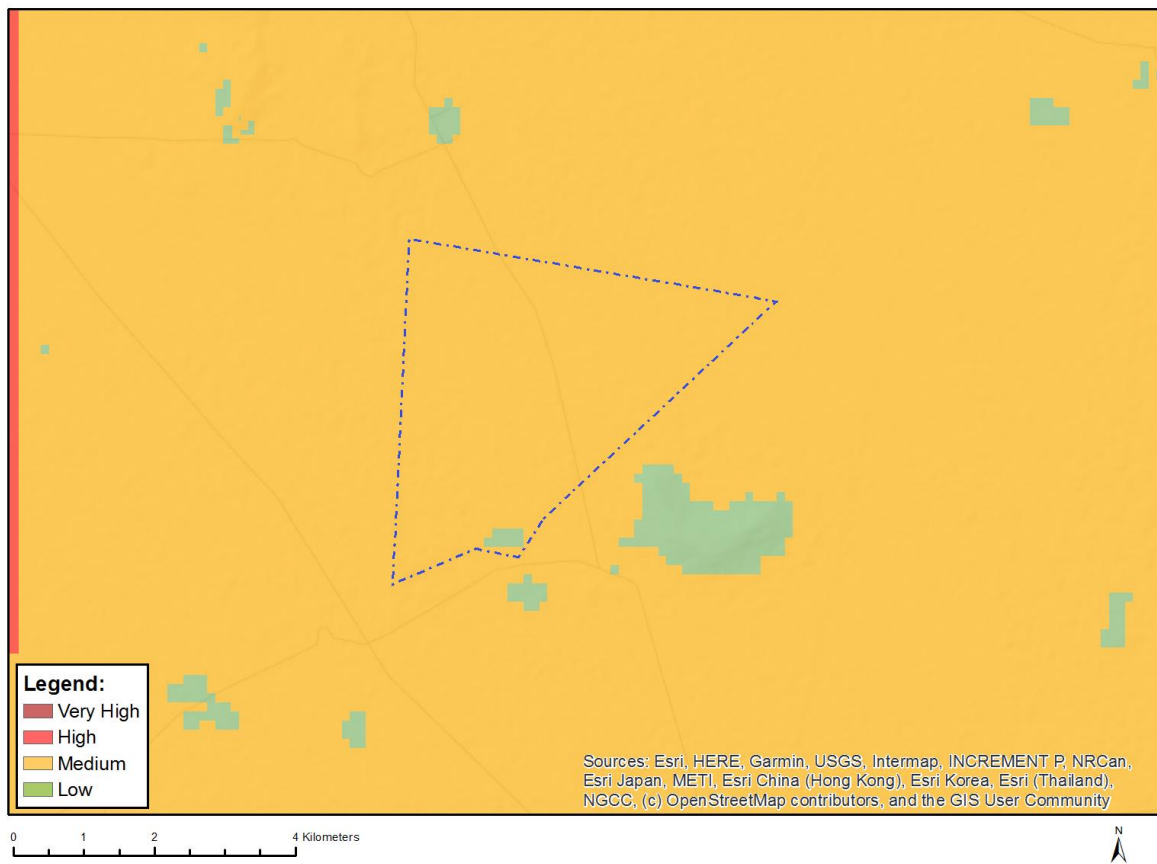 Legend:
Very High
High
Medium
Low
Sources: Esri, HERE, Garmin, USGS, Intermap, INCREMENT P, NRCan,
Esri Japan, METI, Esri China (Hong Kong), Esri Korea, Esri (Thailand),
NGCC, (c) OpenStreetMap contributors, and the GIS User Community
0 1 2 4 Kilometers
N